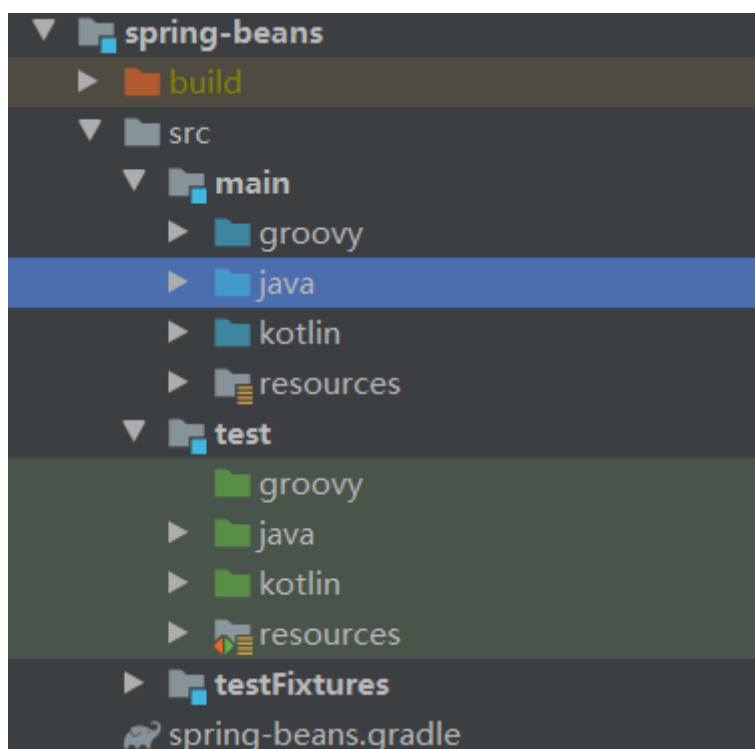 spring-beans
build
src
main
groovy
java
kotlin
resources
test
groovy
java
kotlin
resources
testFixtures
spring-beans.gradle